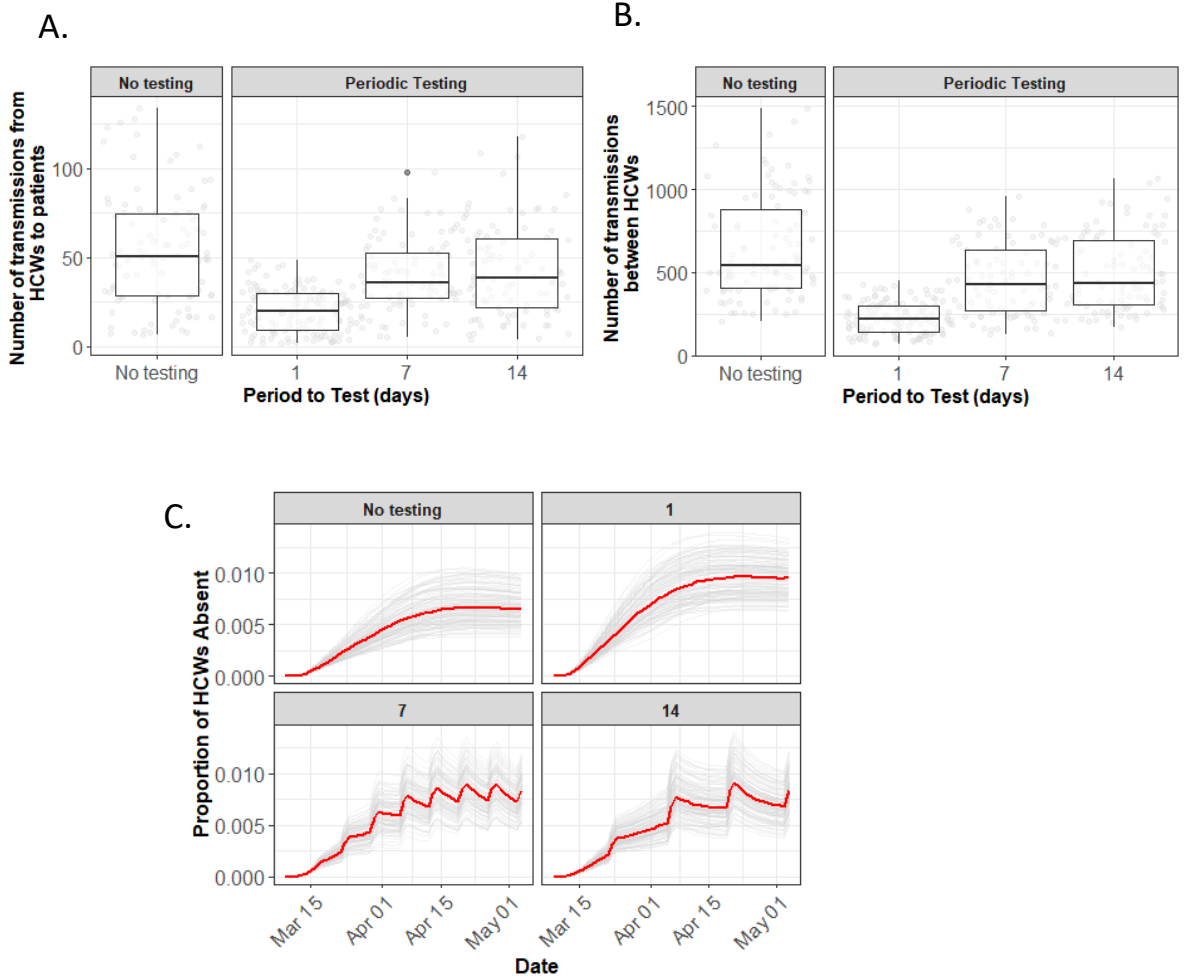 A.
No testing
Periodic Testing
Number of transmissions from
HCWs to patients
100
50
0
No testing
1
7
14
Period to Test (days)
B.
No testing
Periodic Testing
Number of transmissions
between HCWs
1500
1000
500
0
No testing
1
7
14
Period to Test (days)
C.
No testing
1
Proportion of HCWs Absent
0.010
0.005
0.000
7
14
0.010
0.005
0.000
Mar 15
Apr 01
Apr 15
May 01
Mar 15
Apr 01
Apr 15
May 01
Date